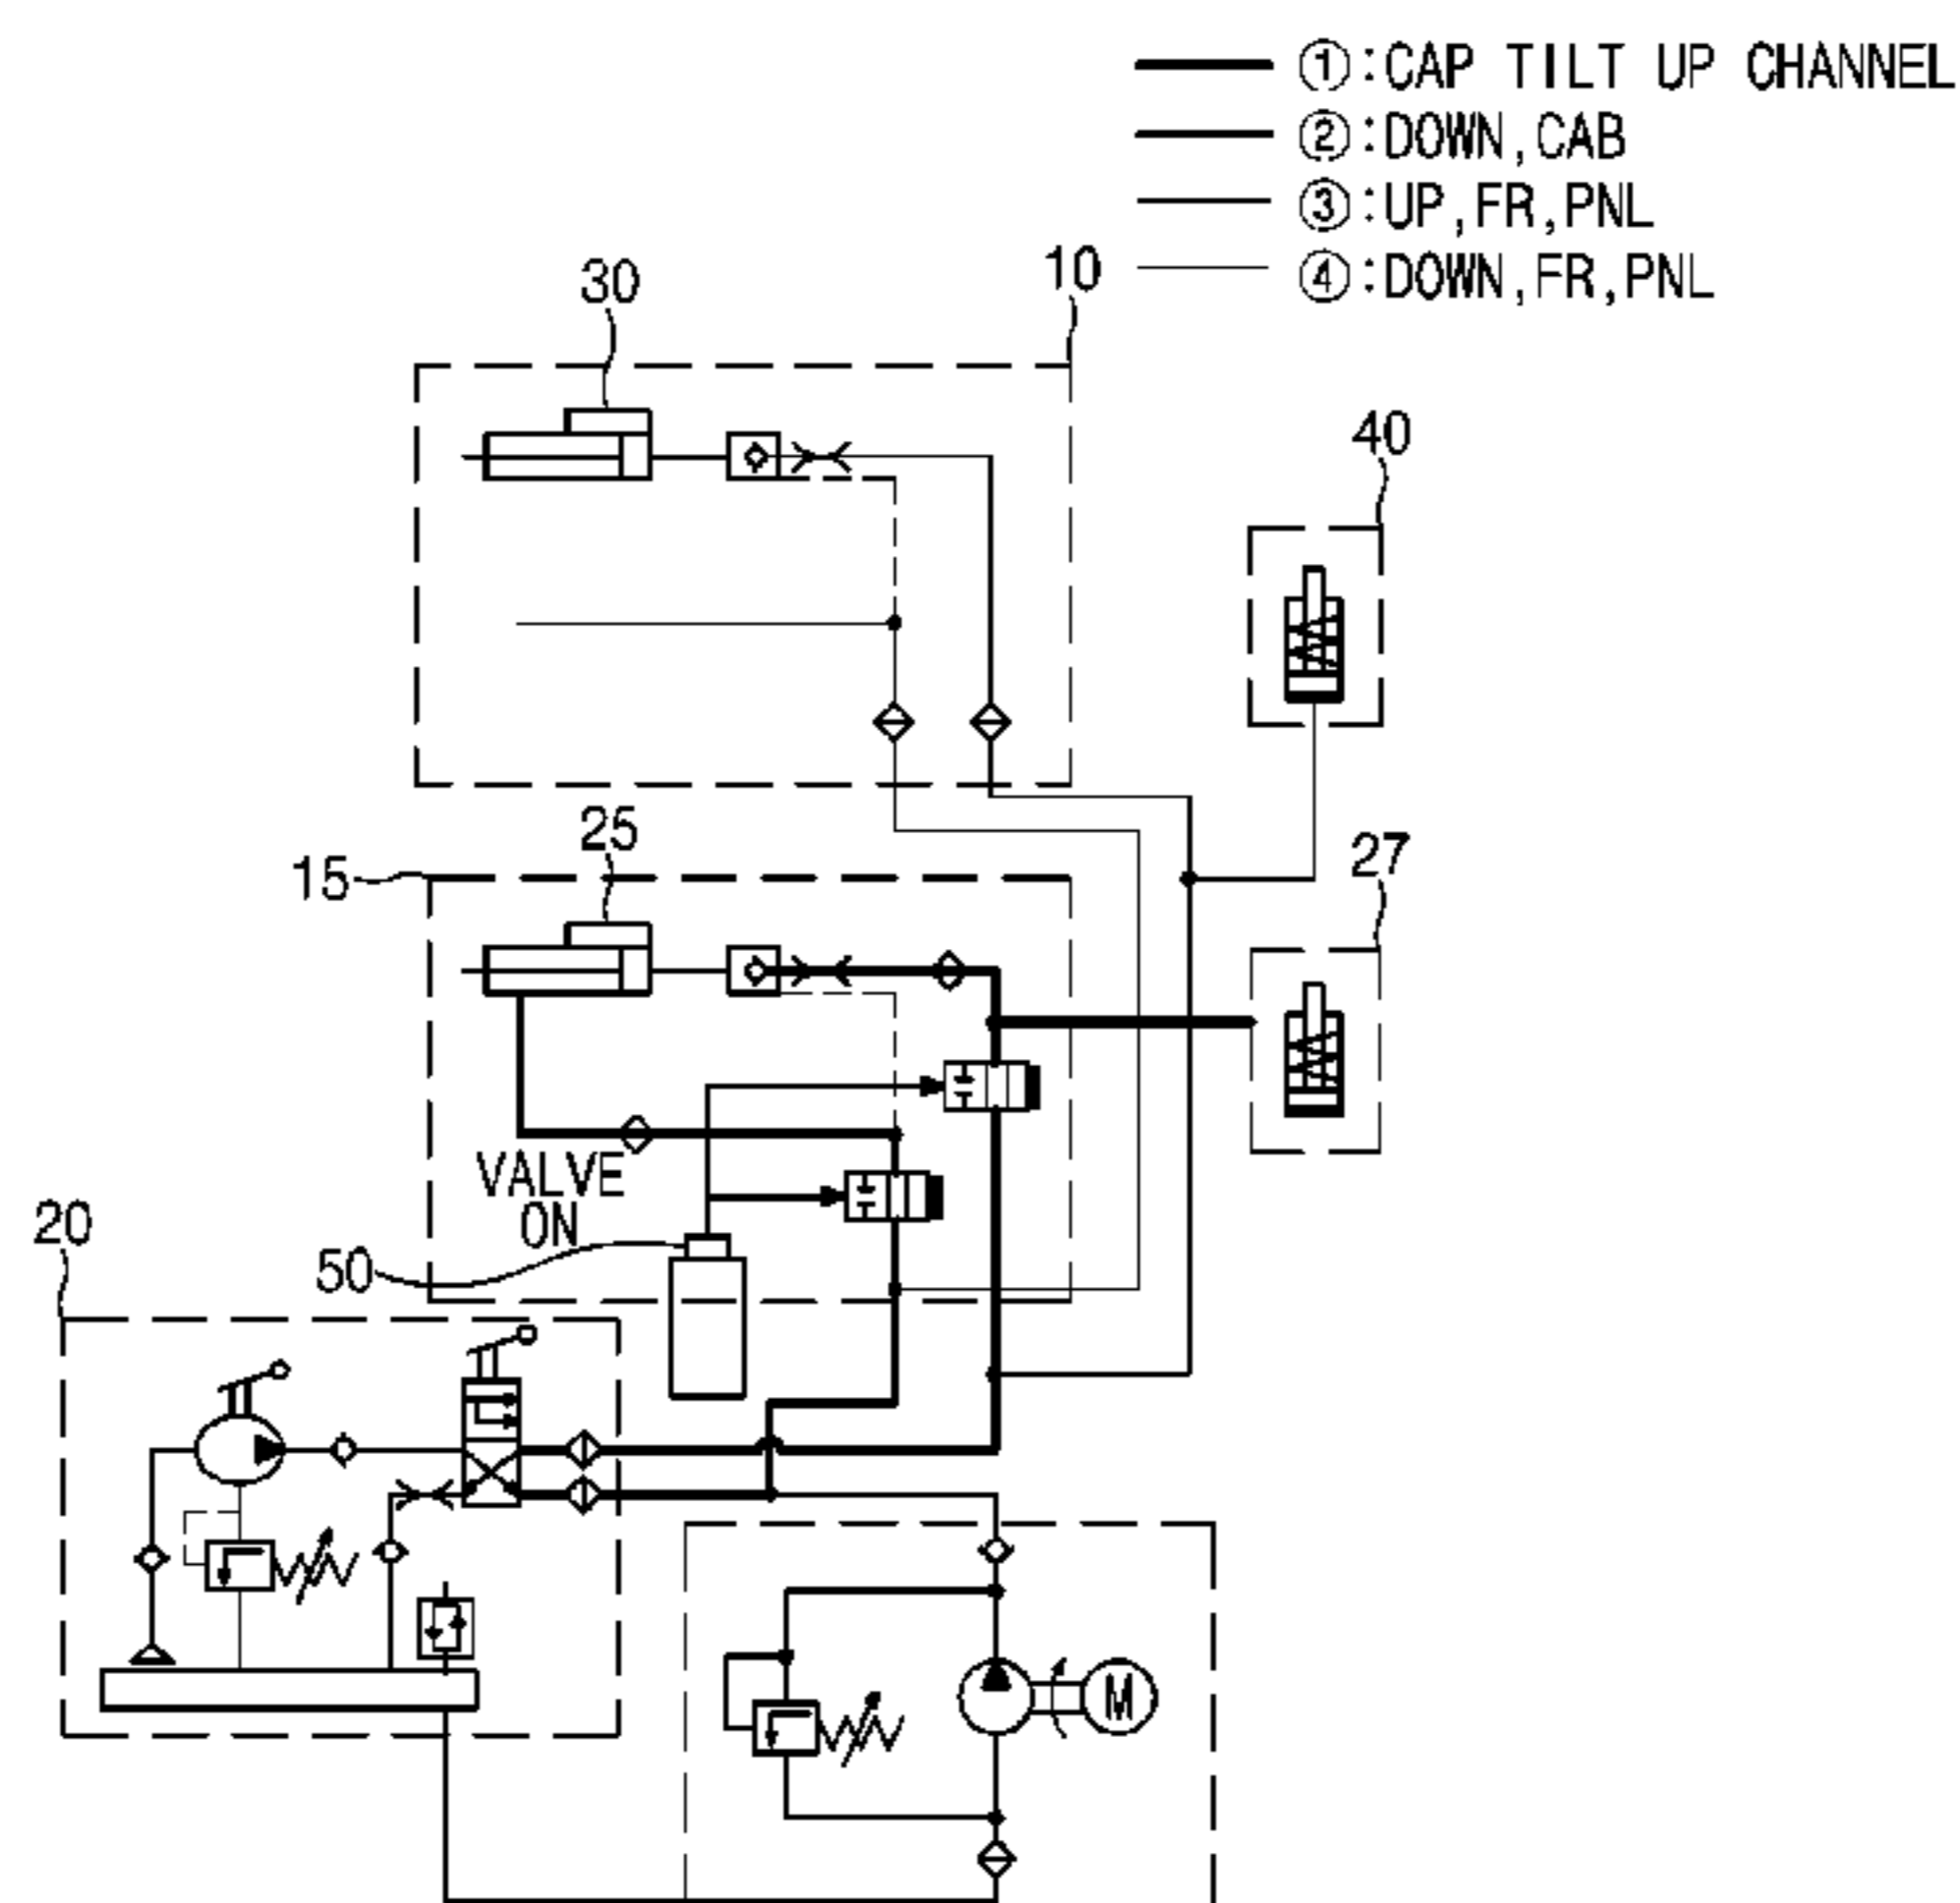 ①:CAP TILT UP CHANNEL
②:DOWN,CAB
③:UP,FR,PNL
④:DOWN,FR,PNL
10
30
40
25
15
27
VALVE
ON
20
50
M